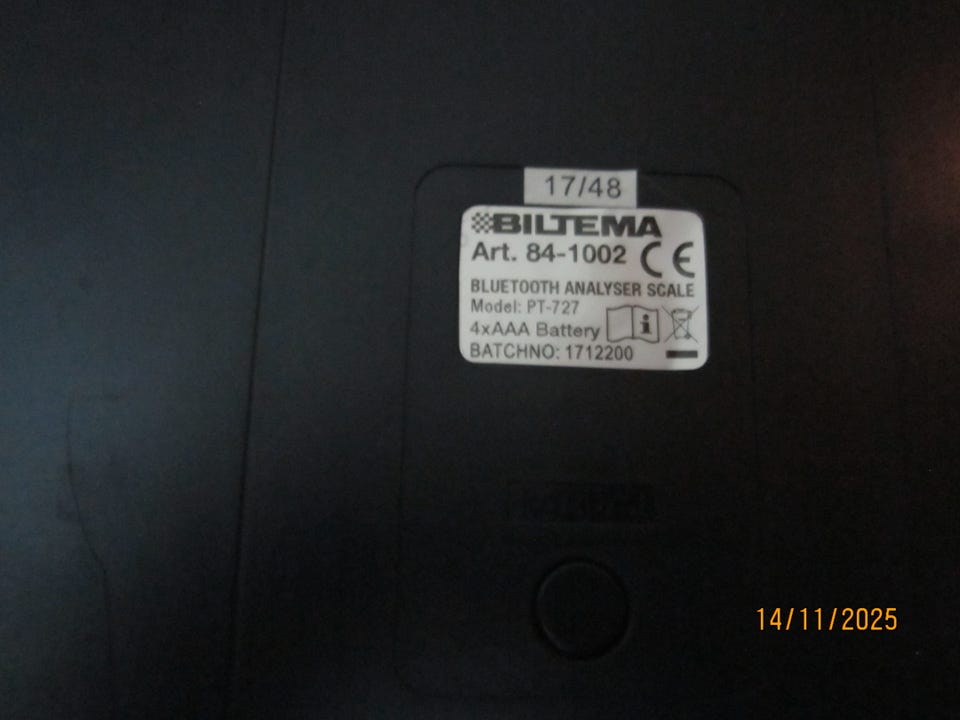 17/48
BILTEMA
Art. 84-1002 CE
BLUETOOTH ANALYSER SCALE
Model: PT-727
4xAAA Battery
BATCHNO: 1712200
14/11/2025